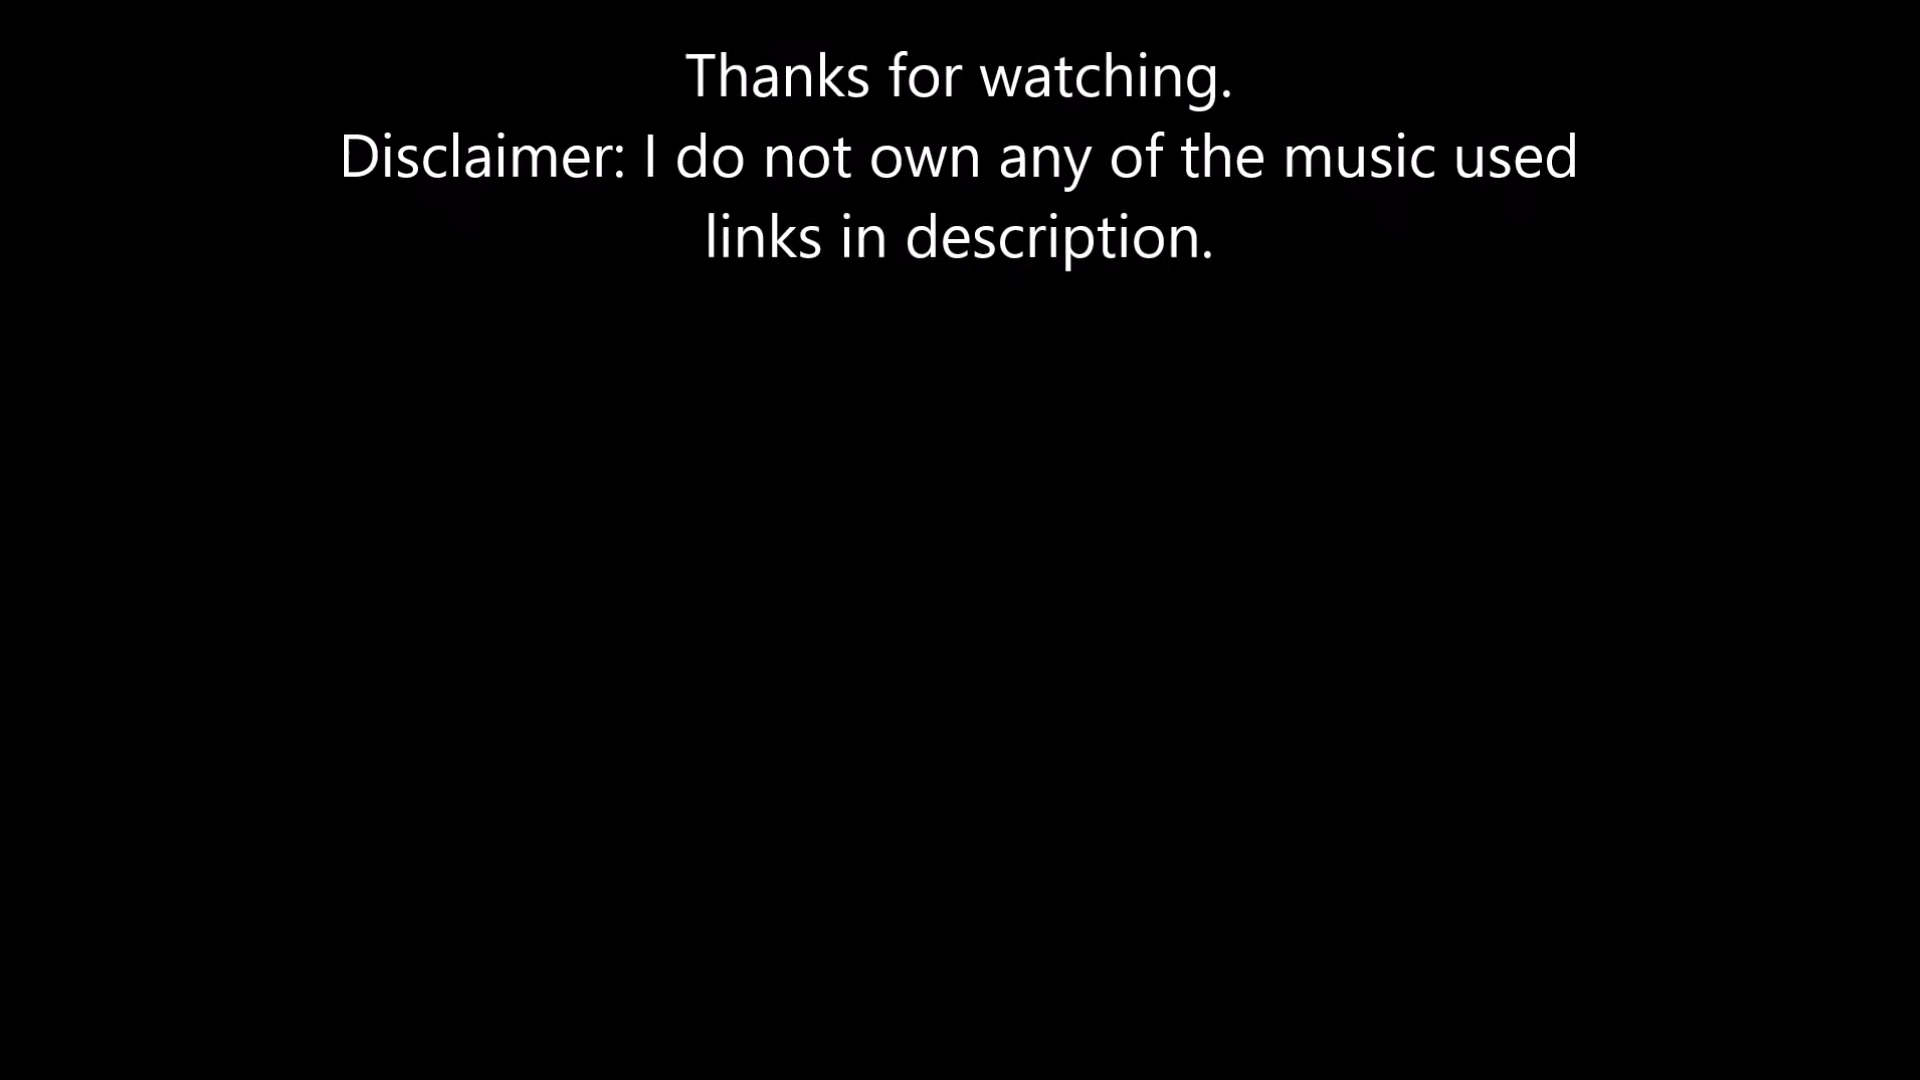 Thanks for watching.
Disclaimer: I do not own any of the music used
links in description.